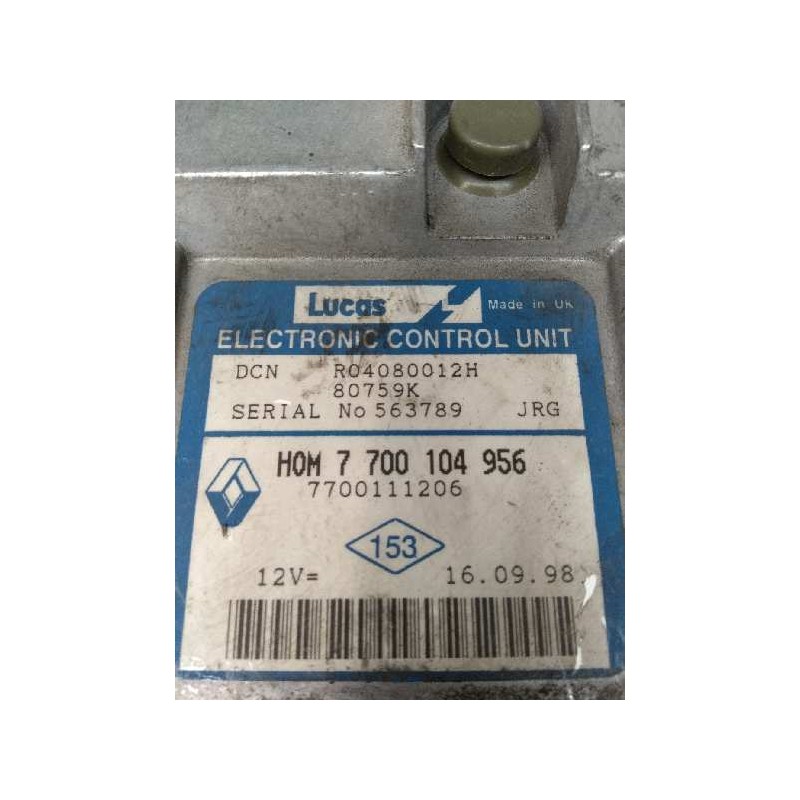 Lucas Made in UK
ELECTRONIC CONTROL UNIT
DCN R04080012H
80759K
SERIAL No 563789 JRG
HOM 7 700 104 956
7700111206
153
12V= 16.09.98